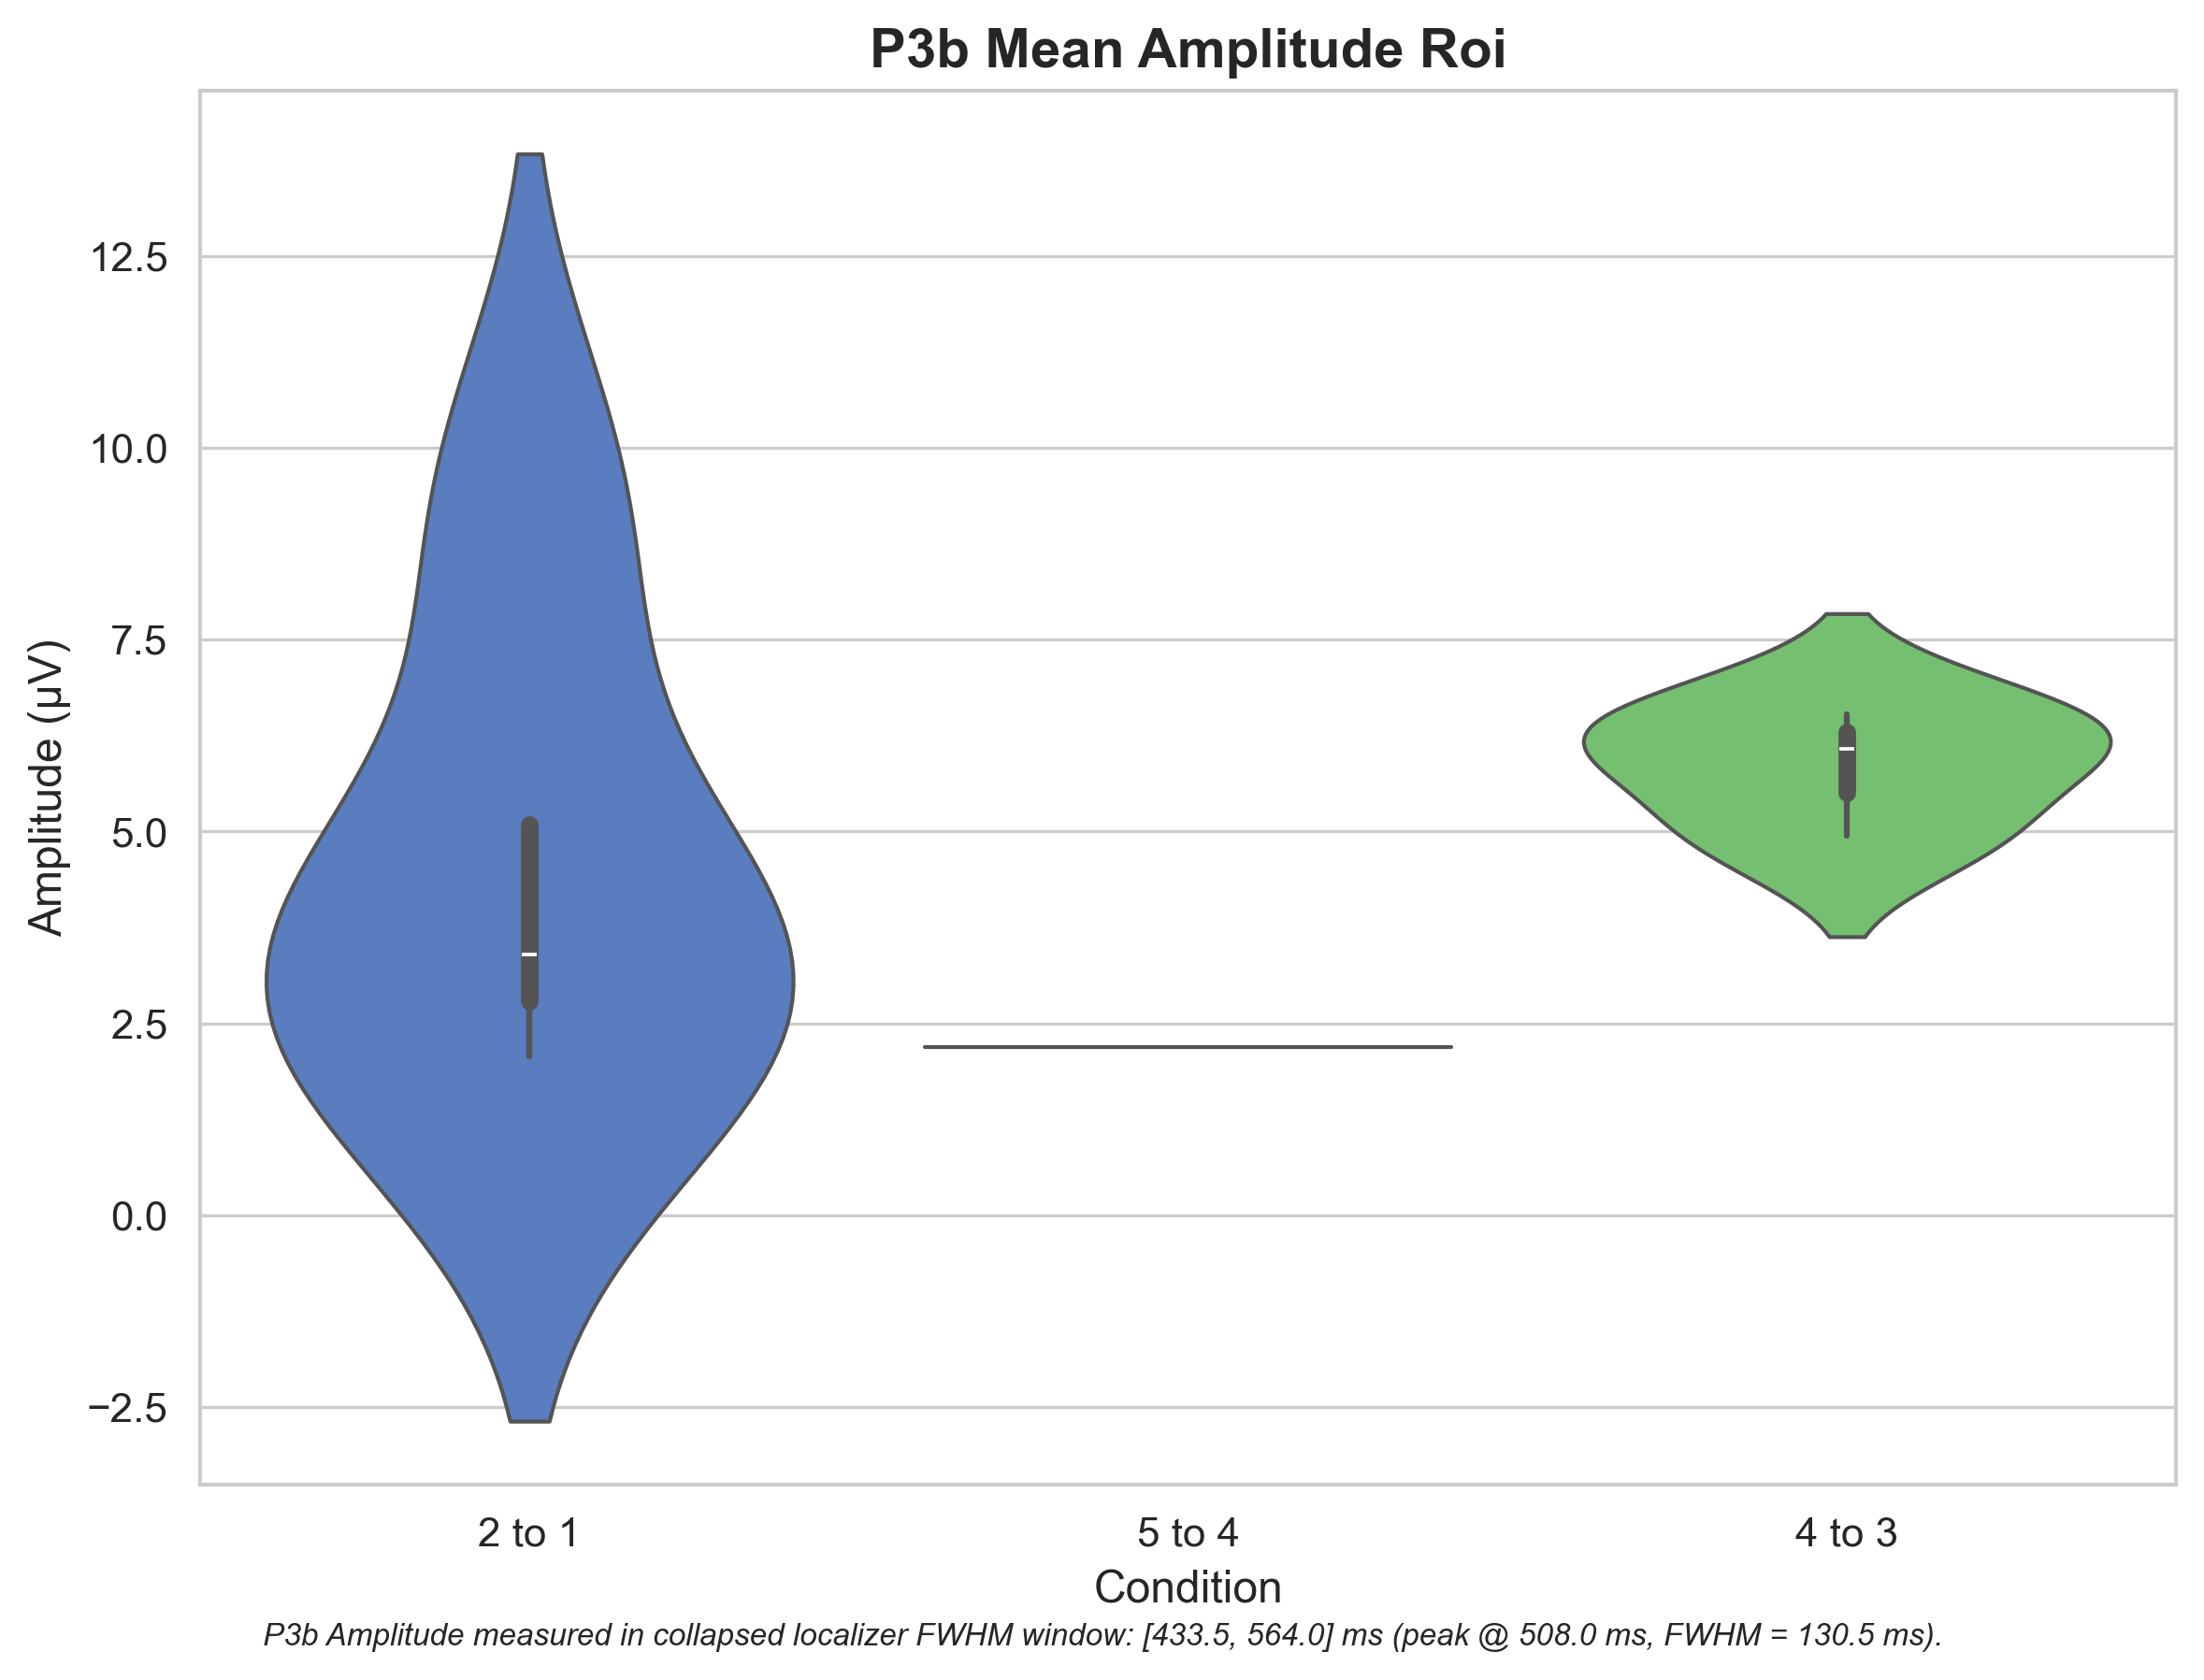 P3b Mean Amplitude Roi
Amplitude (µV)
12.5
10.0
7.5
5.0
2.5
0.0
−2.5
2 to 1
5 to 4
4 to 3
Condition
P3b Amplitude measured in collapsed localizer FWHM window: [433.5, 564.0] ms (peak @ 508.0 ms, FWHM = 130.5 ms).